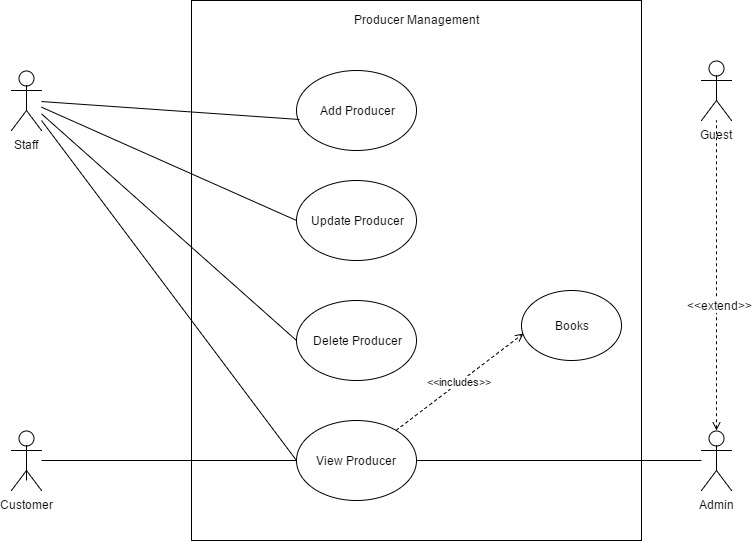 Producer Management
Add Producer
Guest
Staff
Update Producer
<<extend>>
Books
Delete Producer
<<includes>>
View Producer
Customer
Admin